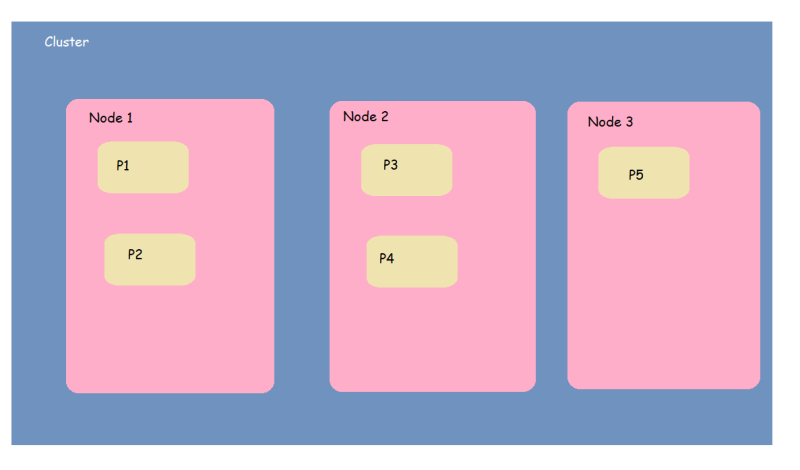 Cluster
Node 1
P1
P2
Node 2
P3
P4
Node 3
P5